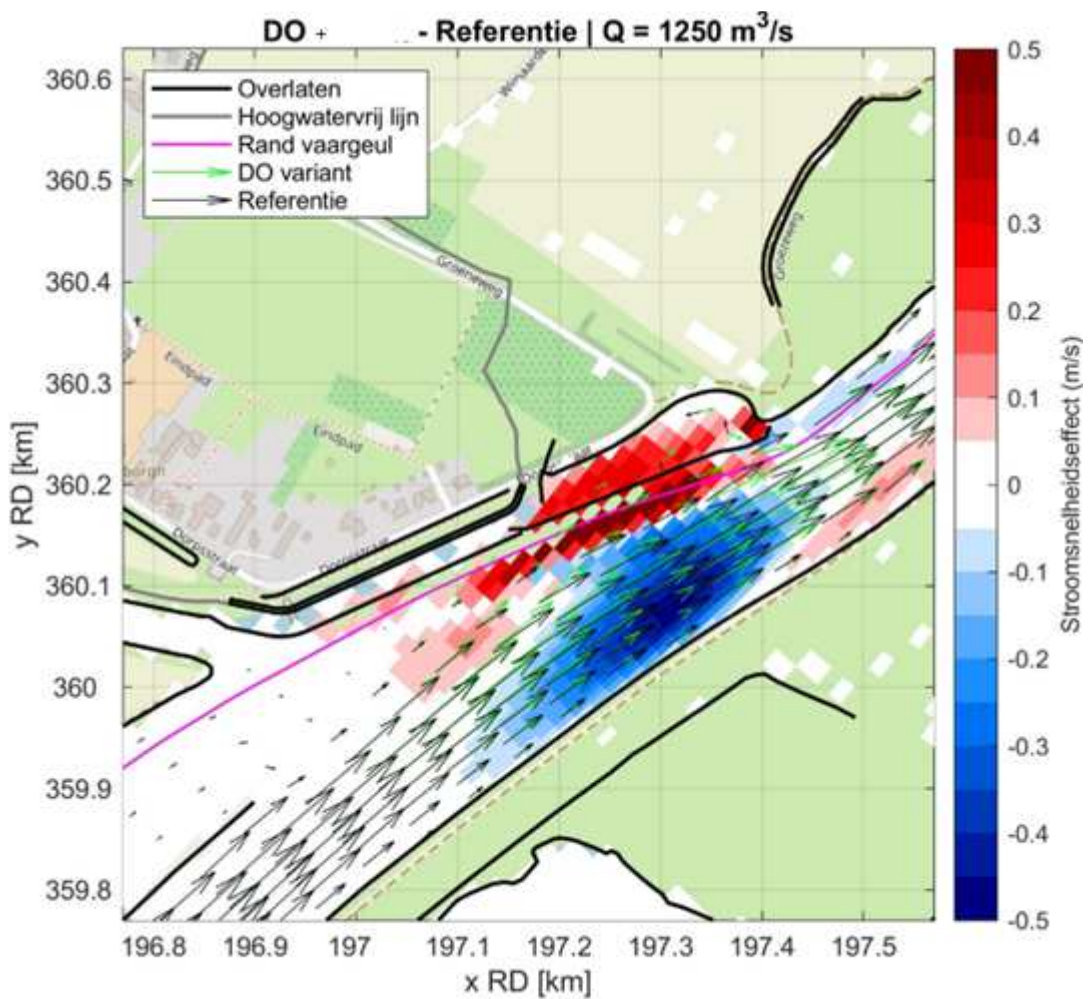 DO + - Referentie | Q = 1250 m³/s
Overlaten
Hoogwatervrij lijn
Rand vaargeul
DO variant
Referentie
360.6
360.5
360.4
360.3
360.2
360.1
360
359.9
359.8
y RD [km]
196.8
196.9
197
197.1
197.2
197.3
197.4
197.5
x RD [km]
0.5
0.4
0.3
0.2
0.1
0
-0.1
-0.2
-0.3
-0.4
-0.5
Stroomsnelheidseffect (m/s)
Groeneweg
Groeneweg
Eindpad
Eindpad
Dorpsstraat
Dorpsstraat